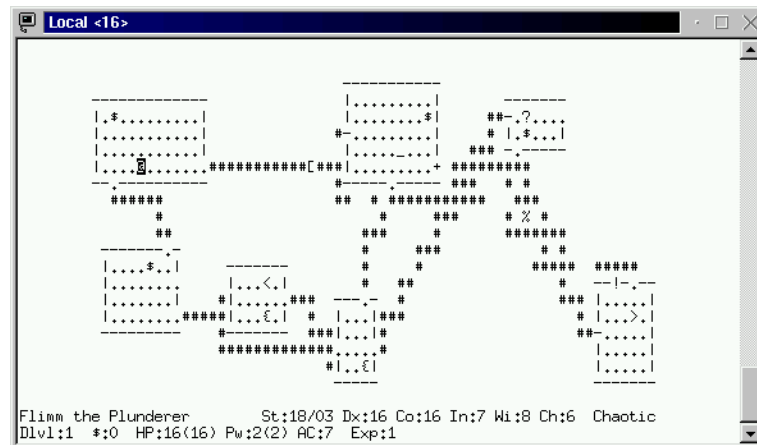 Local <16>
Flimm the Plunderer St:18/03 Dx:16 Co:16 In:7 Wi:8 Ch:6 Chaotic
Dlvl:1 $:0 HP:16(16) Pw:2(2) AC:7 Exp:1